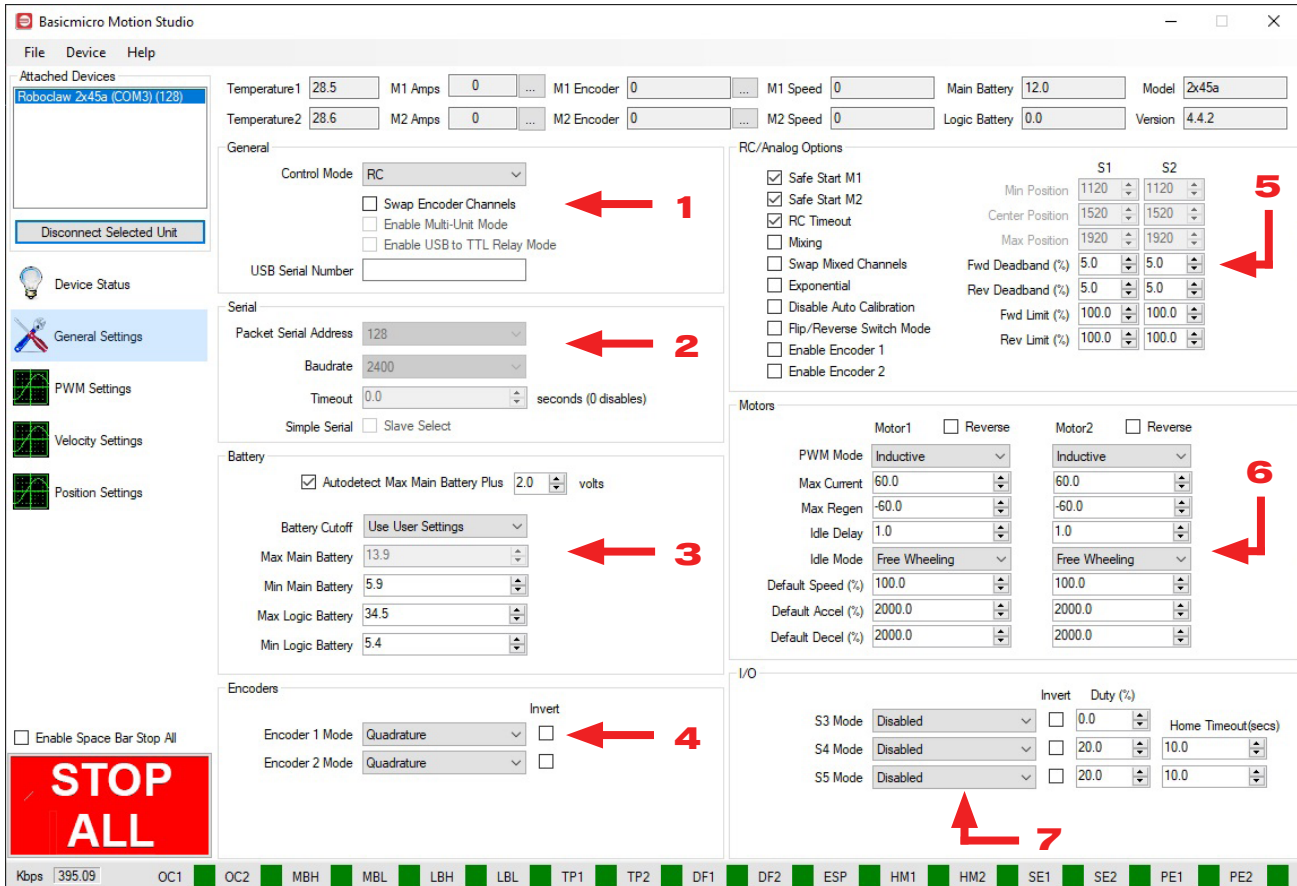 Basicmicro Motion Studio
File Device Help
Attached Devices
Roboclaw 2x45a (COM3) (128)
Disconnect Selected Unit
Device Status
General Settings
PWM Settings
Velocity Settings
Position Settings
Enable Space Bar Stop All
STOP
ALL
Temperature1 28.5 M1 Amps 0 ... M1 Encoder 0 ... M1 Speed 0 Main Battery 12.0 Model 2x45a
Temperature2 28.6 M2 Amps 0 ... M2 Encoder 0 ... M2 Speed 0 Logic Battery 0.0 Version 4.4.2
General
Control Mode RC
Swap Encoder Channels
Enable Multi-Unit Mode
Enable USB to TTL Relay Mode
USB Serial Number
1
Serial
Packet Serial Address 128
Baudrate 2400
Timeout 0.0 seconds (0 disables)
Simple Serial Slave Select
2
Battery
Autodetect Max Main Battery Plus 2.0 volts
Battery Cutoff Use User Settings
Max Main Battery 13.9
Min Main Battery 5.9
Max Logic Battery 34.5
Min Logic Battery 5.4
3
Encoders
Invert
Encoder 1 Mode Quadrature
Encoder 2 Mode Quadrature
4
RC/Analog Options
Safe Start M1
Safe Start M2
RC Timeout
Mixing
Swap Mixed Channels
Exponential
Disable Auto Calibration
Flip/Reverse Switch Mode
Enable Encoder 1
Enable Encoder 2
S1 S2
Min Position 1120 1120
Center Position 1520 1520
Max Position 1920 1920
Fwd Deadband (%) 5.0 5.0
Rev Deadband (%) 5.0 5.0
Fwd Limit (%) 100.0 100.0
Rev Limit (%) 100.0 100.0
5
Motors
Motor1 Reverse Motor2 Reverse
PWM Mode Inductive Inductive
Max Current 60.0 60.0
Max Regen -60.0 -60.0
Idle Delay 1.0 1.0
Idle Mode Free Wheeling Free Wheeling
Default Speed (%) 100.0 100.0
Default Accel (%) 2000.0 2000.0
Default Decel (%) 2000.0 2000.0
6
I/O
Invert Duty (%)
Home Timeout(secs)
S3 Mode Disabled 0.0
S4 Mode Disabled 20.0 10.0
S5 Mode Disabled 20.0 10.0
7
Kbps 395.09 OC1 OC2 MBH MBL LBH LBL TP1 TP2 DF1 DF2 ESP HM1 HM2 SE1 SE2 PE1 PE2